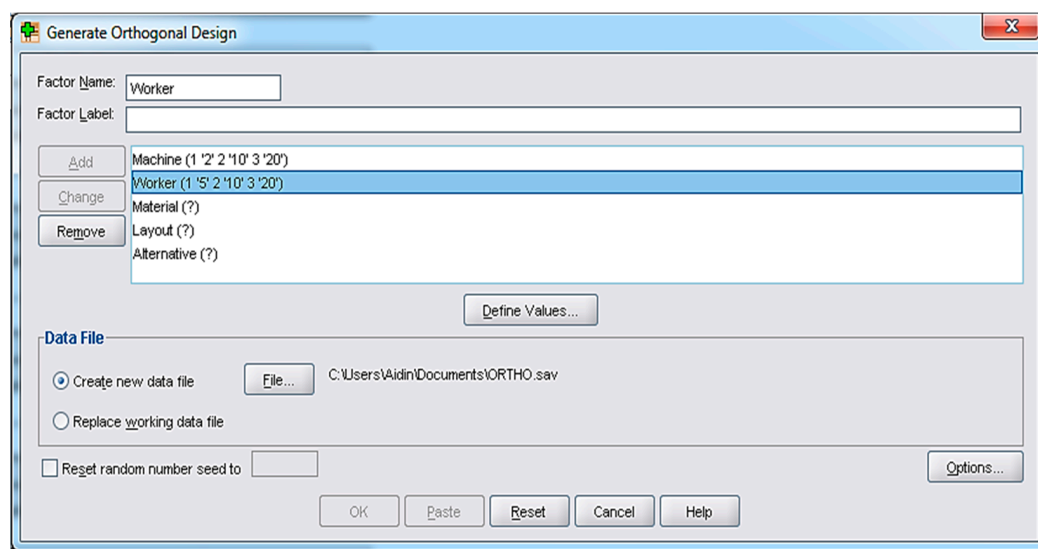 Generate Orthogonal Design
Factor Name: Worker
Factor Label:
Add
Change
Remove
Machine (1 '2' 2 '10' 3 '20')
Worker (1 '5' 2 '10' 3 '20')
Material (?)
Layout (?)
Alternative (?)
Define Values...
Data File
Create new data file File... C:\Users\Aidin\Documents\ORTHO.sav
Replace working data file
Reset random number seed to
Options...
OK Paste Reset Cancel Help